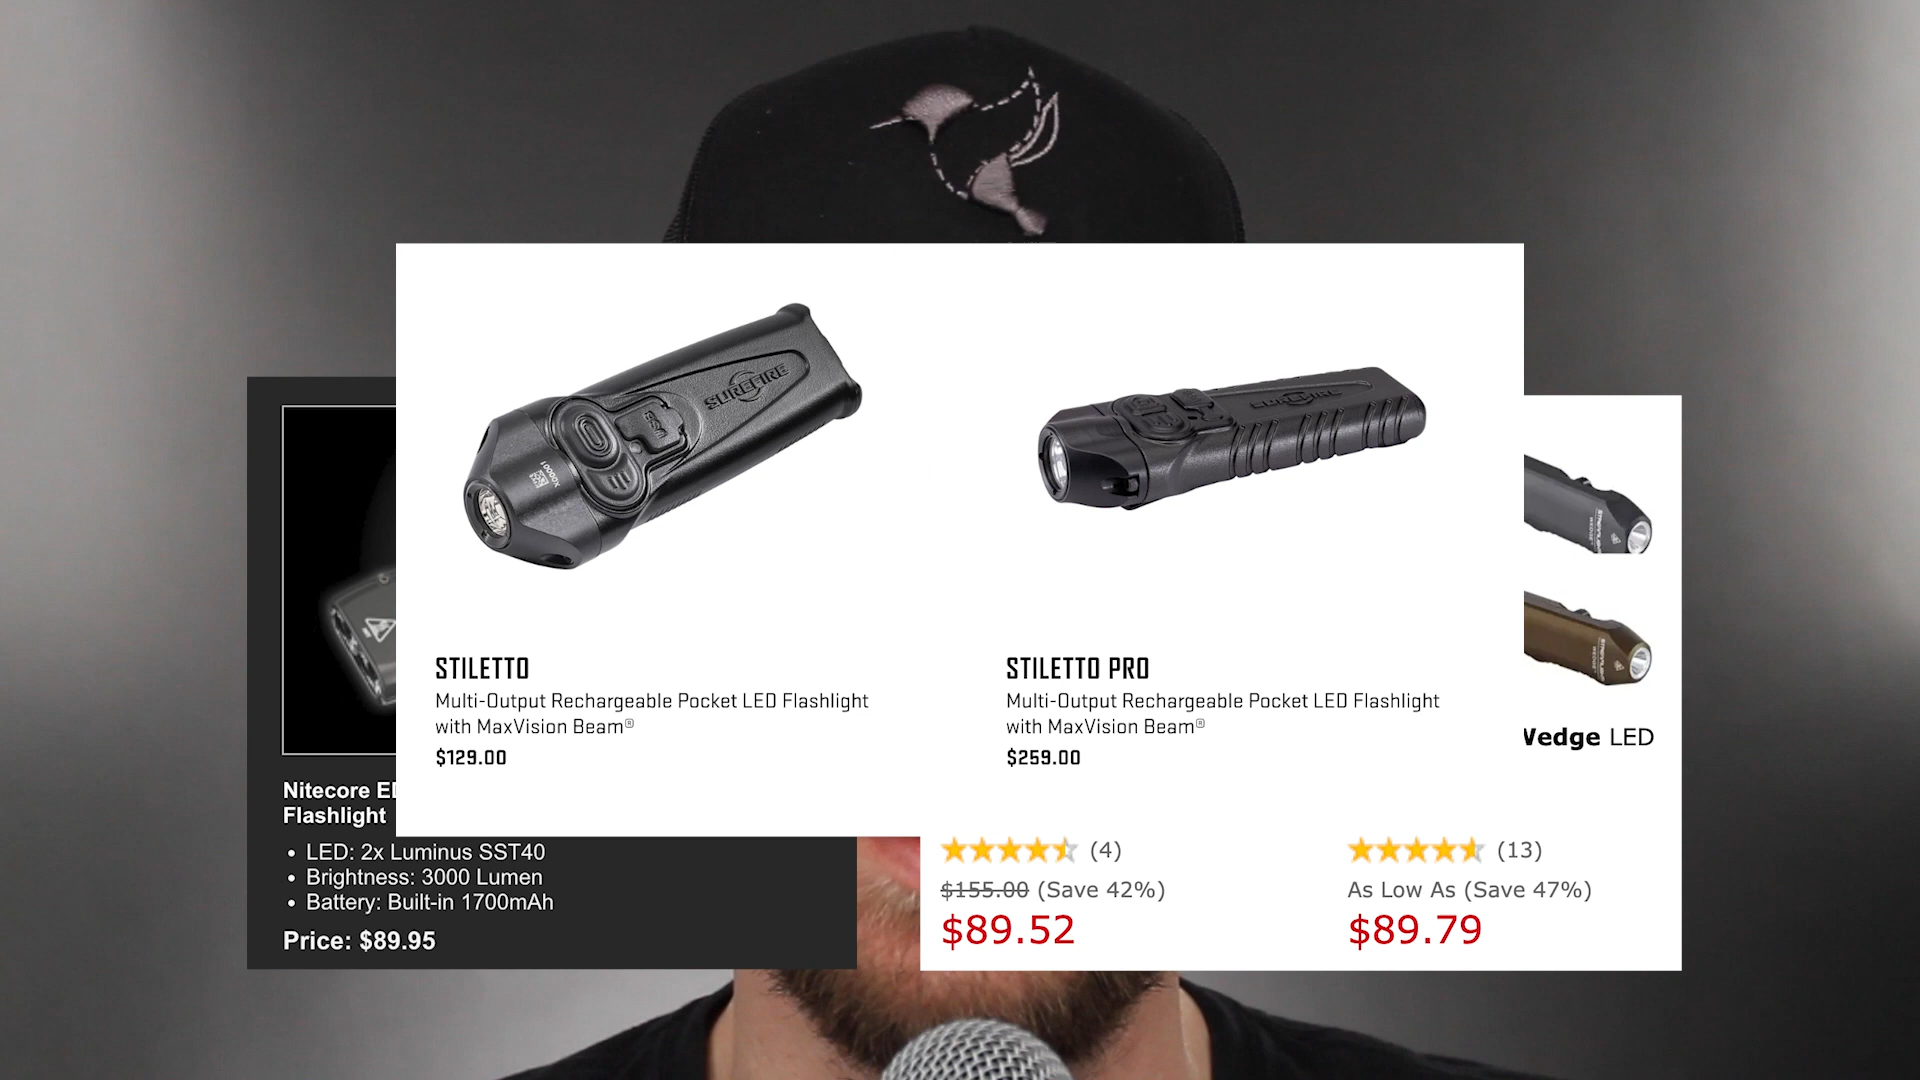 SUREFIRE
STILETTO
Multi-Output Rechargeable Pocket LED Flashlight
with MaxVision Beam®
$129.00
STILETTO PRO
Multi-Output Rechargeable Pocket LED Flashlight
with MaxVision Beam®
$259.00
Nitecore
Flashlight
• LED: 2x Luminus SST40
• Brightness: 3000 Lumen
• Battery: Built-in 1700mAh
Price: $89.95
Wedge LED
(4)
$155.00 (Save 42%)
$89.52
(13)
As Low As (Save 47%)
$89.79